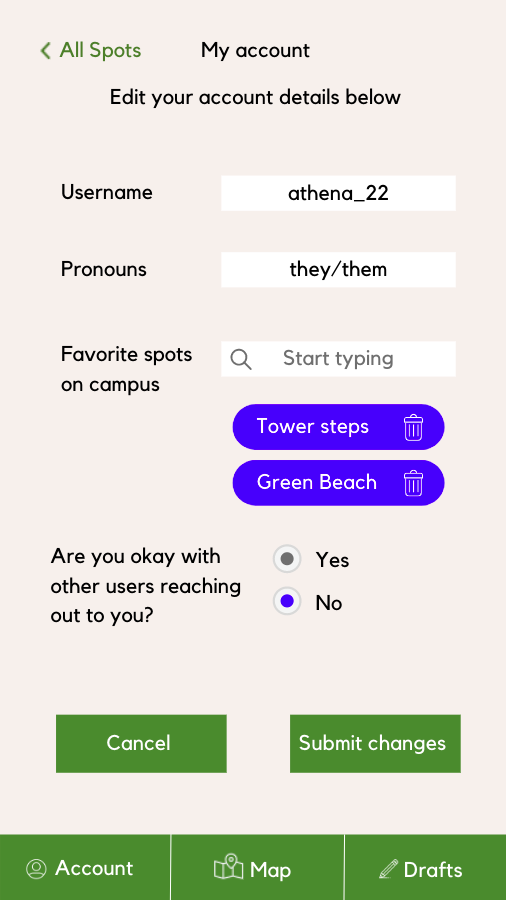 All Spots
My account
Edit your account details below
Username
athena_22
Pronouns
they/them
Favorite spots
on campus
Start typing
Tower steps
Green Beach
Are you okay with
other users reaching
out to you?
Yes
No
Cancel
Submit changes
Account
Map
Drafts